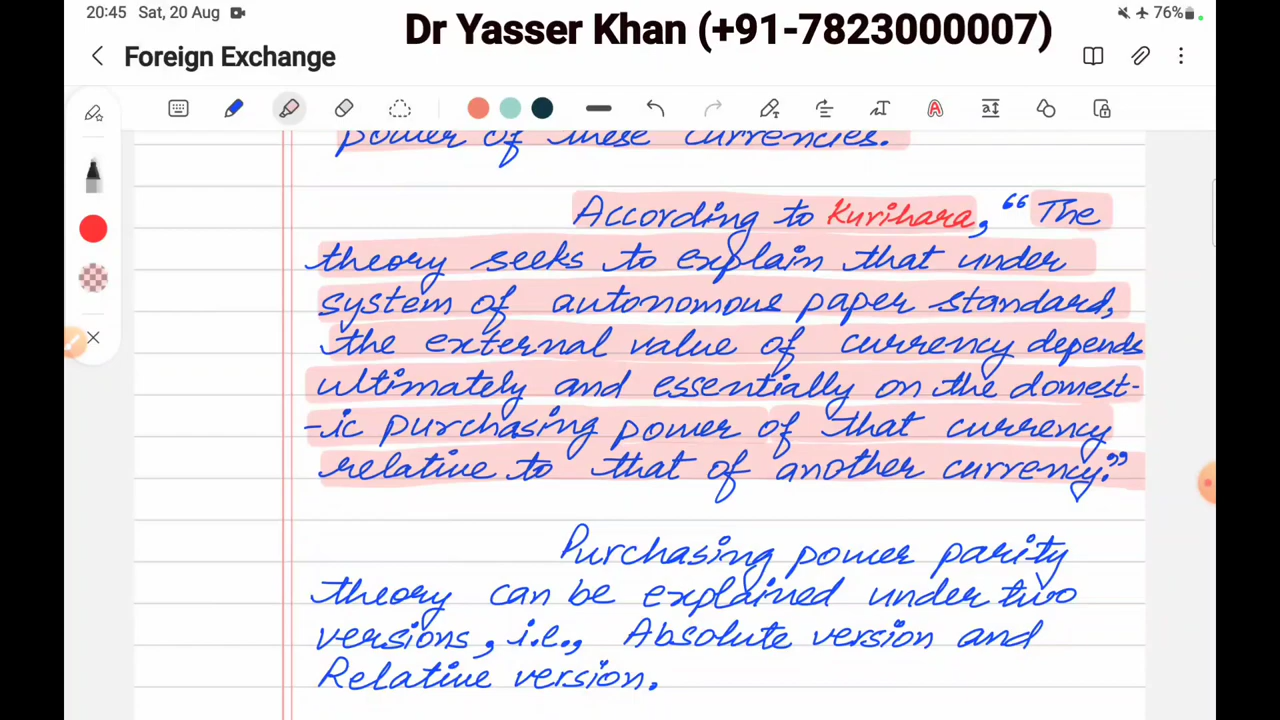 20:45 Sat, 20 Aug
76%
Dr Yasser Khan (+91-7823000007)
Foreign Exchange
power of these currencies.
According to Kurihara, "The
theory seeks to explain that under
system of autonomous paper standard,
the external value of currency depends
ultimately and essentially on the domest-
-ic purchasing power of that currency
relative to that of another currency."
Purchasing power parity
theory can be explained under two
versions, i.e., Absolute version and
Relative version.